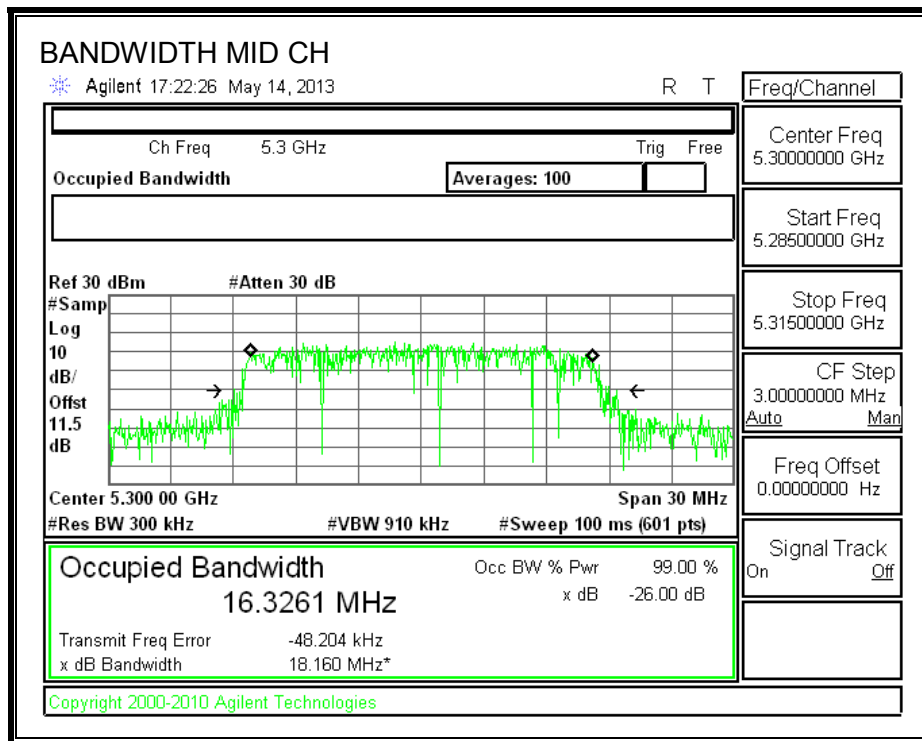 BANDWIDTH MID CH
Agilent 17:22:26 May 14, 2013 R T
Freq/Channel
Ch Freq 5.3 GHz Trig Free
Occupied Bandwidth Averages: 100
Center Freq
5.30000000 GHz
Start Freq
5.28500000 GHz
Stop Freq
5.31500000 GHz
CF Step
3.00000000 MHz
Auto Man
Freq Offset
0.00000000 Hz
Signal Track
On Off
Ref 30 dBm #Atten 30 dB
#Samp
Log
10
dB/
Offst
11.5
dB
Center 5.300 00 GHz Span 30 MHz
#Res BW 300 kHz #VBW 910 kHz #Sweep 100 ms (601 pts)
Occupied Bandwidth Occ BW % Pwr 99.00 %
16.3261 MHz x dB -26.00 dB
Transmit Freq Error -48.204 kHz
x dB Bandwidth 18.160 MHz*
Copyright 2000-2010 Agilent Technologies